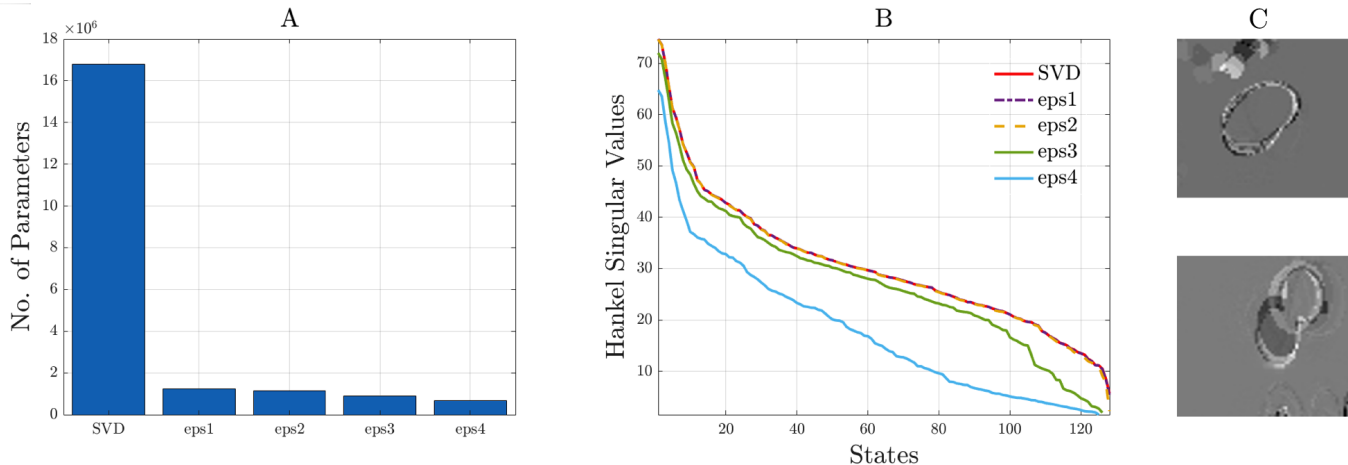 A
×10⁶
18
16
14
12
10
8
6
4
2
0
No. of Parameters
SVD eps1 eps2 eps3 eps4
B
70
60
50
40
30
20
10
Hankel Singular Values
SVD
eps1
eps2
eps3
eps4
20 40 60 80 100 120
States
C